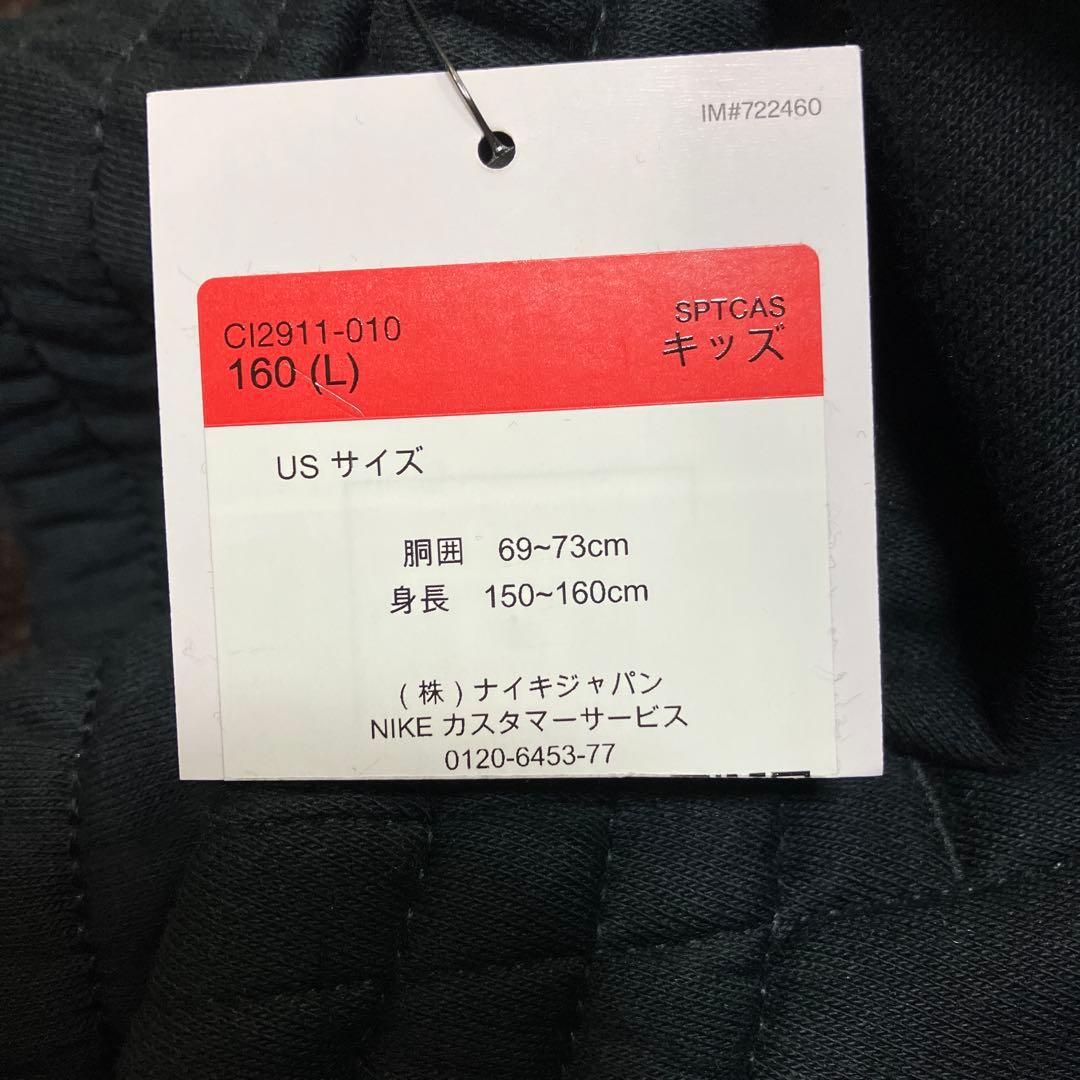 IM#722460
CI2911-010
160 (L)
SPTCAS
キッズ
US サイズ
胴囲 69~73cm
身長 150~160cm
(株)ナイキジャパン
NIKE カスタマーサービス
0120-6453-77